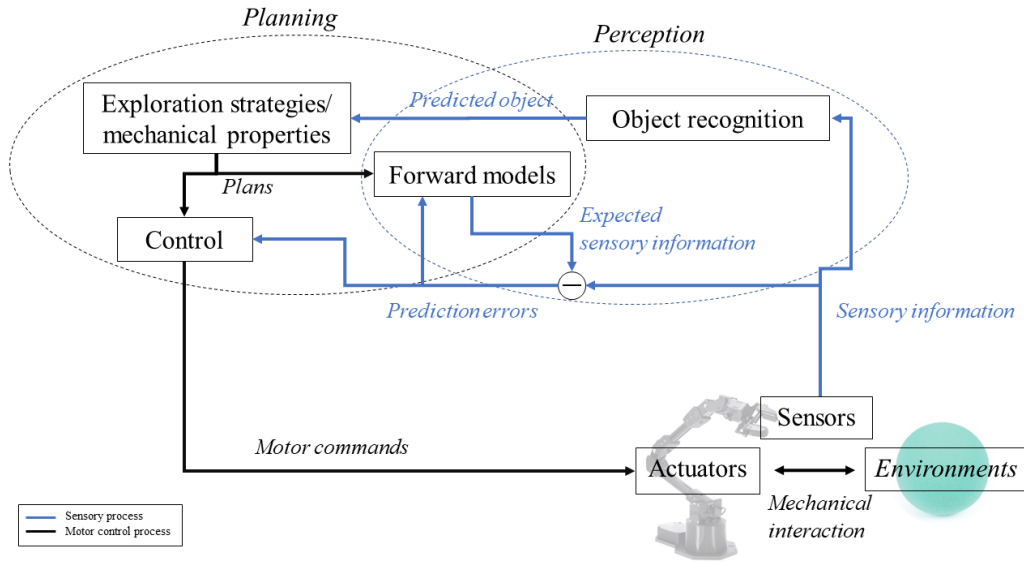 Planning
Perception
Exploration strategies/
mechanical properties
Predicted object
Object recognition
Plans
Forward models
Control
Expected
sensory information
Prediction errors
Sensory information
Sensors
Motor commands
Actuators
Environments
Mechanical
interaction
Sensory process
Motor control process